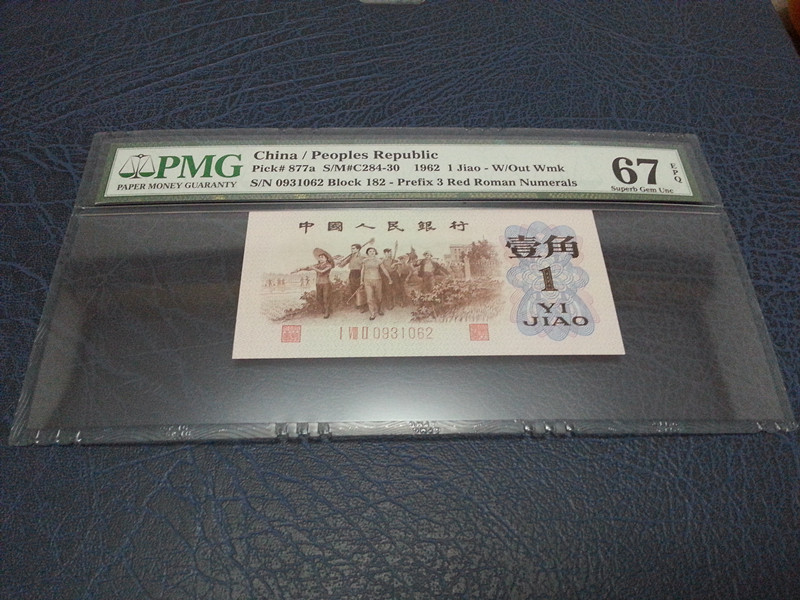 PMG
PAPER MONEY GUARANTY
China / Peoples Republic
Pick# 877a S/M#C284-30 1962 1 Jiao - W/Out Wmk
S/N 0931062 Block 182 - Prefix 3 Red Roman Numerals
67 EPQ
Superb Gem Unc
中國人民銀行
壹角
1
YI
JIAO
I VIII II 0931062